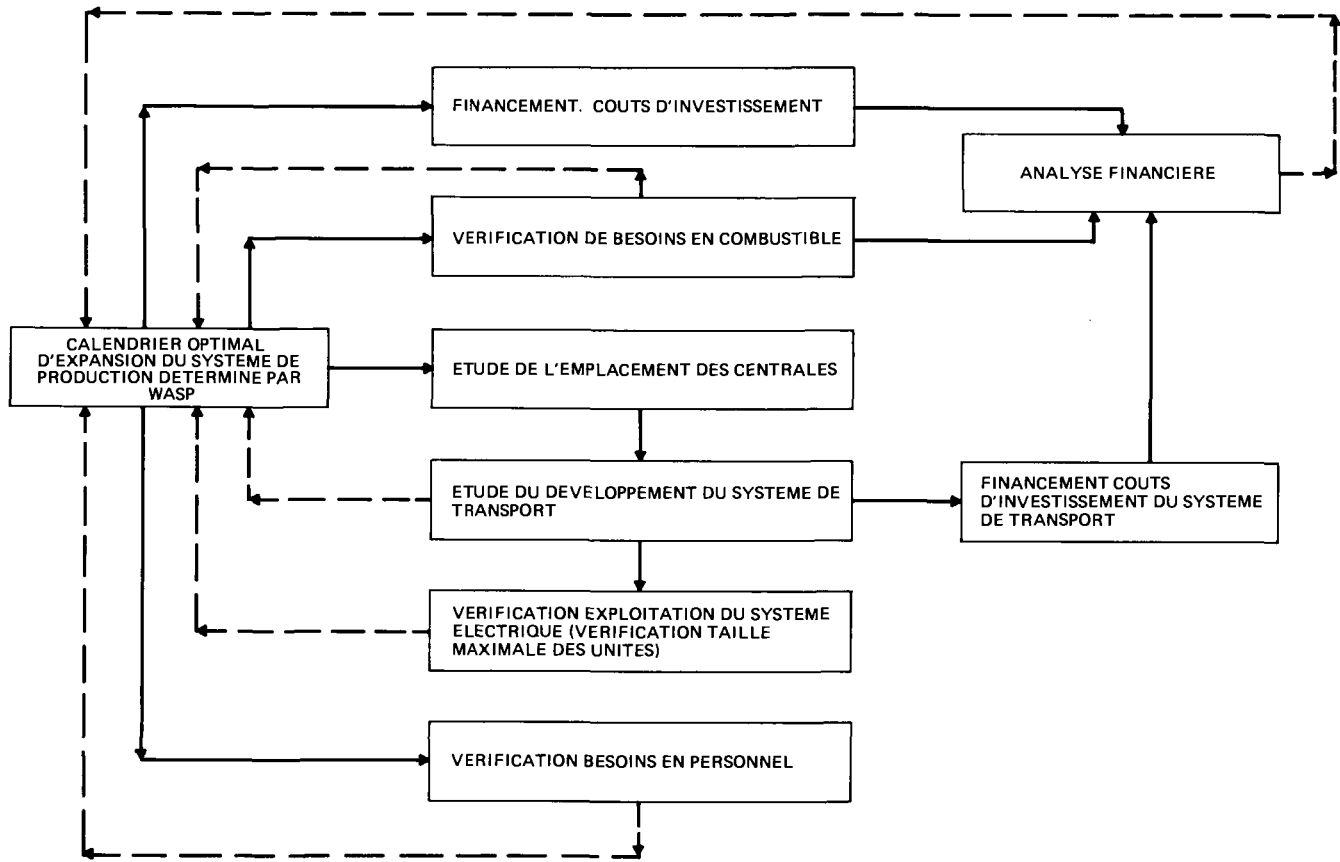 FINANCEMENT. COUTS D'INVESTISSEMENT
ANALYSE FINANCIERE
VERIFICATION DE BESOINS EN COMBUSTIBLE
CALENDRIER OPTIMAL
D'EXPANSION DU SYSTEME DE
PRODUCTION DETERMINE PAR
WASP
ETUDE DE L'EMPLACEMENT DES CENTRALES
ETUDE DU DEVELOPPEMENT DU SYSTEME DE
TRANSPORT
FINANCEMENT COUTS
D'INVESTISSEMENT DU SYSTEME
DE TRANSPORT
VERIFICATION EXPLOITATION DU SYSTEME
ELECTRIQUE (VERIFICATION TAILLE
MAXIMALE DES UNITES)
VERIFICATION BESOINS EN PERSONNEL